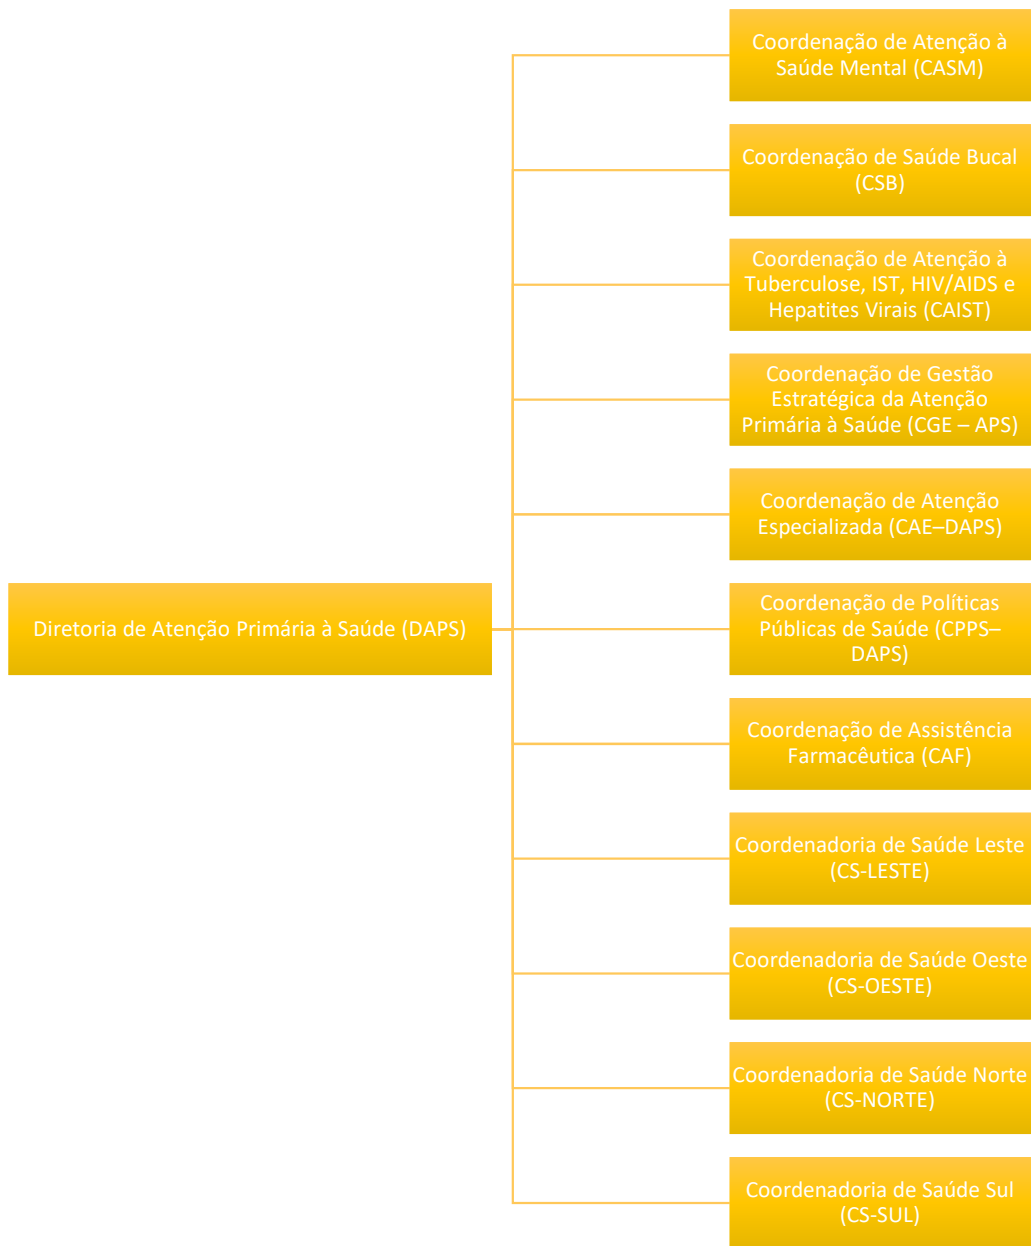 Coordenação de Atenção à
Saúde Mental (CASM)
Coordenação de Saúde Bucal
(CSB)
Coordenação de Atenção à
Tuberculose, IST, HIV/AIDS e
Hepatites Virais (CAIST)
Coordenação de Gestão
Estratégica da Atenção
Primária à Saúde (CGE – APS)
Coordenação de Atenção
Especializada (CAE–DAPS)
Diretoria de Atenção Primária à Saúde (DAPS)
Coordenação de Políticas
Públicas de Saúde (CPPS–
DAPS)
Coordenação de Assistência
Farmacêutica (CAF)
Coordenadoria de Saúde Leste
(CS-LESTE)
Coordenadoria de Saúde Oeste
(CS-OESTE)
Coordenadoria de Saúde Norte
(CS-NORTE)
Coordenadoria de Saúde Sul
(CS-SUL)